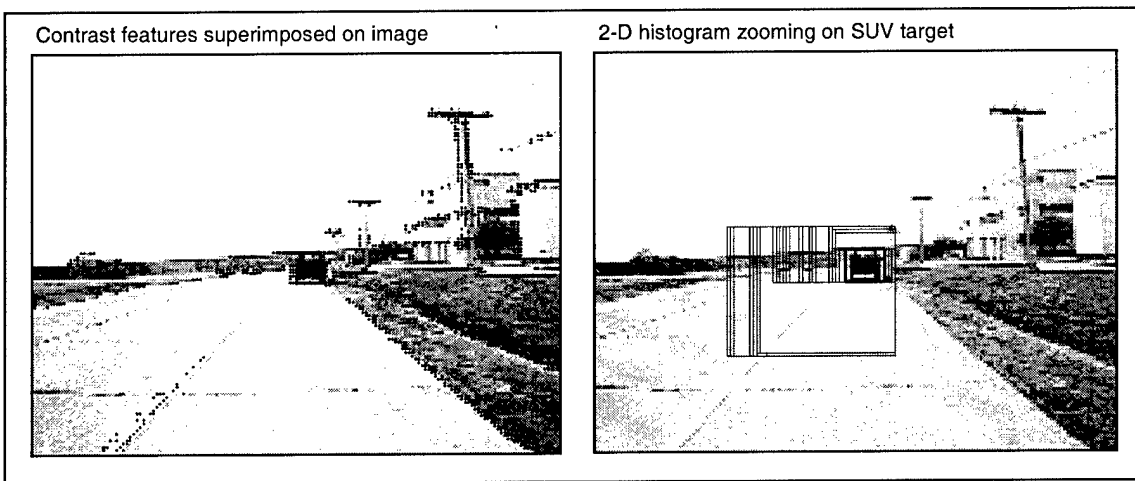 Contrast features superimposed on image
2-D histogram zooming on SUV target